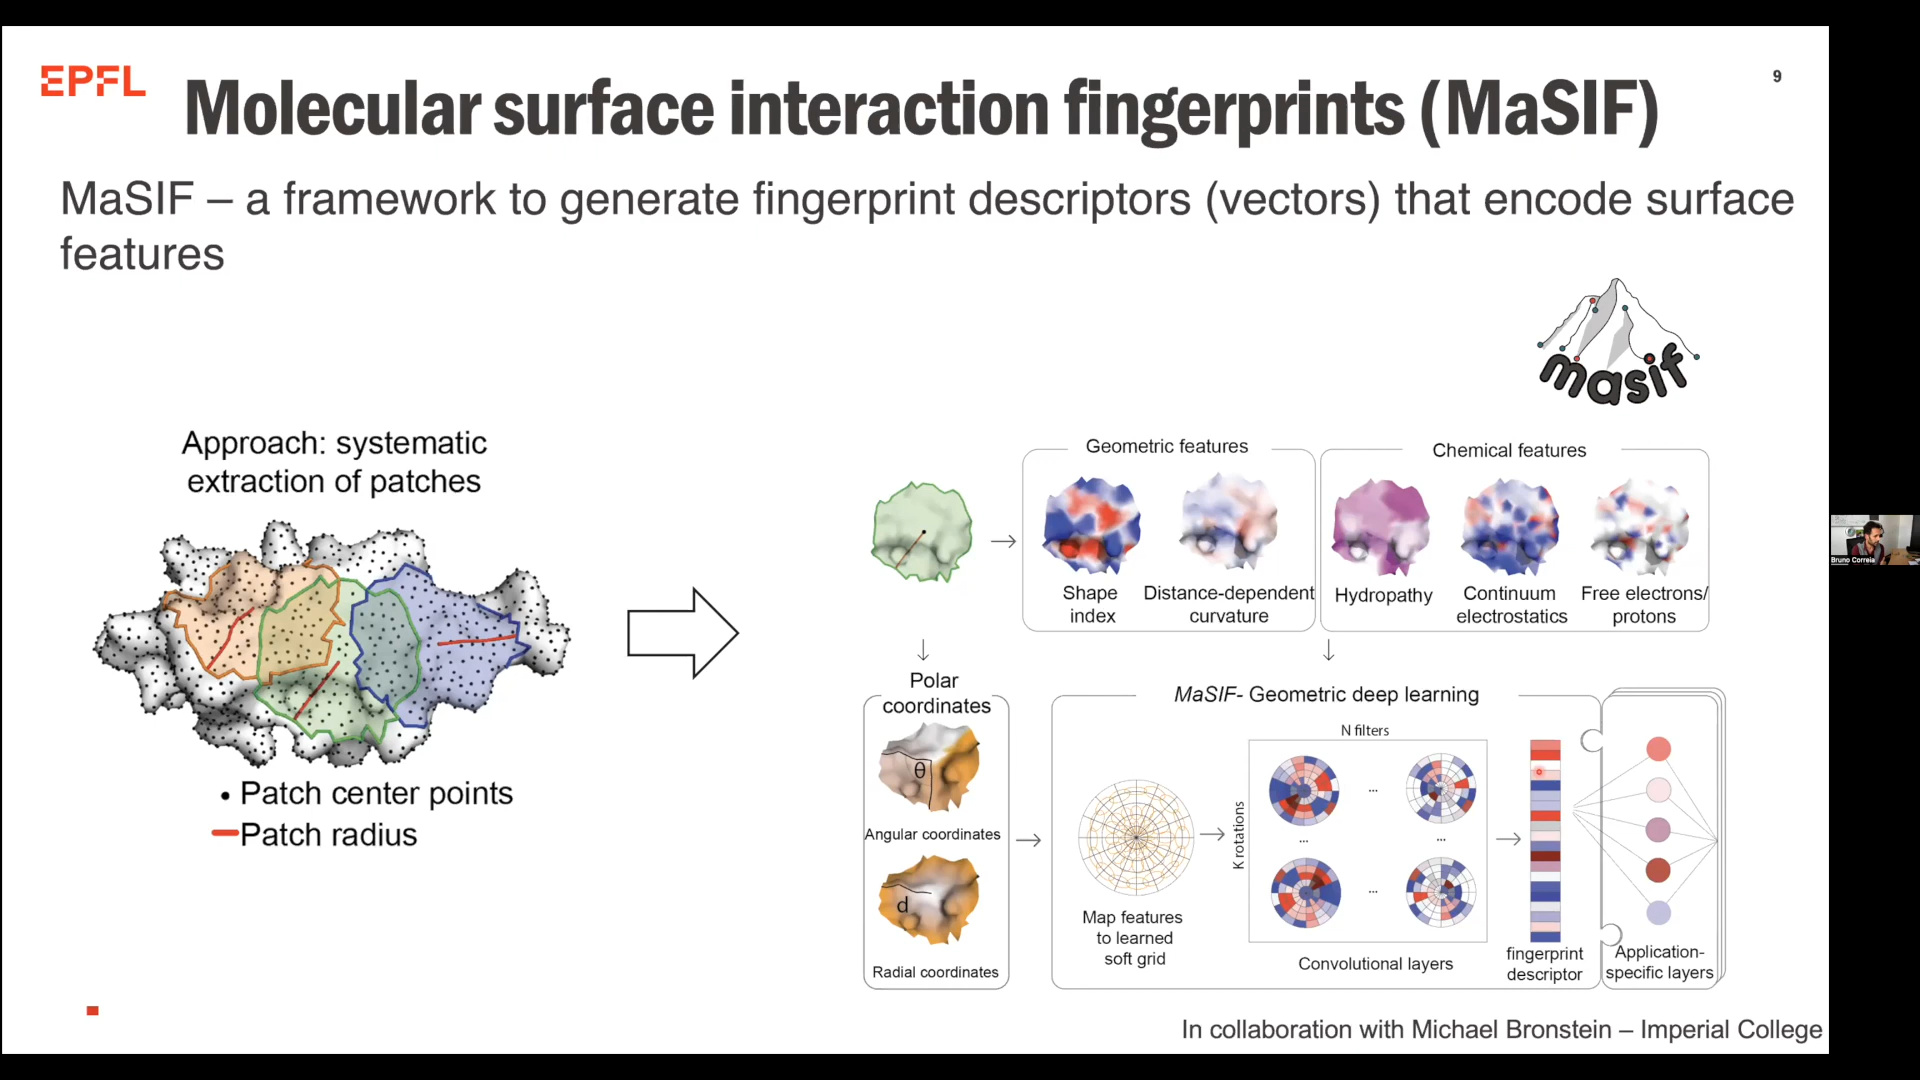 EPFL
9
Molecular surface interaction fingerprints (MaSIF)
MaSIF – a framework to generate fingerprint descriptors (vectors) that encode surface
features
masif
Approach: systematic
extraction of patches
• Patch center points
Patch radius
Geometric features
Shape
index
Distance-dependent
curvature
Chemical features
Hydropathy
Continuum
electrostatics
Free electrons/
protons
Polar
coordinates
θ
Angular coordinates
d
Radial coordinates
MaSIF- Geometric deep learning
Map features
to learned
soft grid
N filters
K rotations
...
...
...
...
...
Convolutional layers
fingerprint
descriptor
Application-
specific layers
In collaboration with Michael Bronstein – Imperial College
Bruno Correia